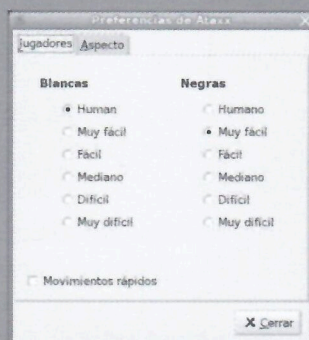 Preferencias de Ataxx
Jugadores Aspecto
Blancas Negras
Human Humano
Muy fácil Muy fácil
Fácil Fácil
Mediano Mediano
Difícil Difícil
Muy difícil Muy difícil
Movimientos rápidos
Cerrar